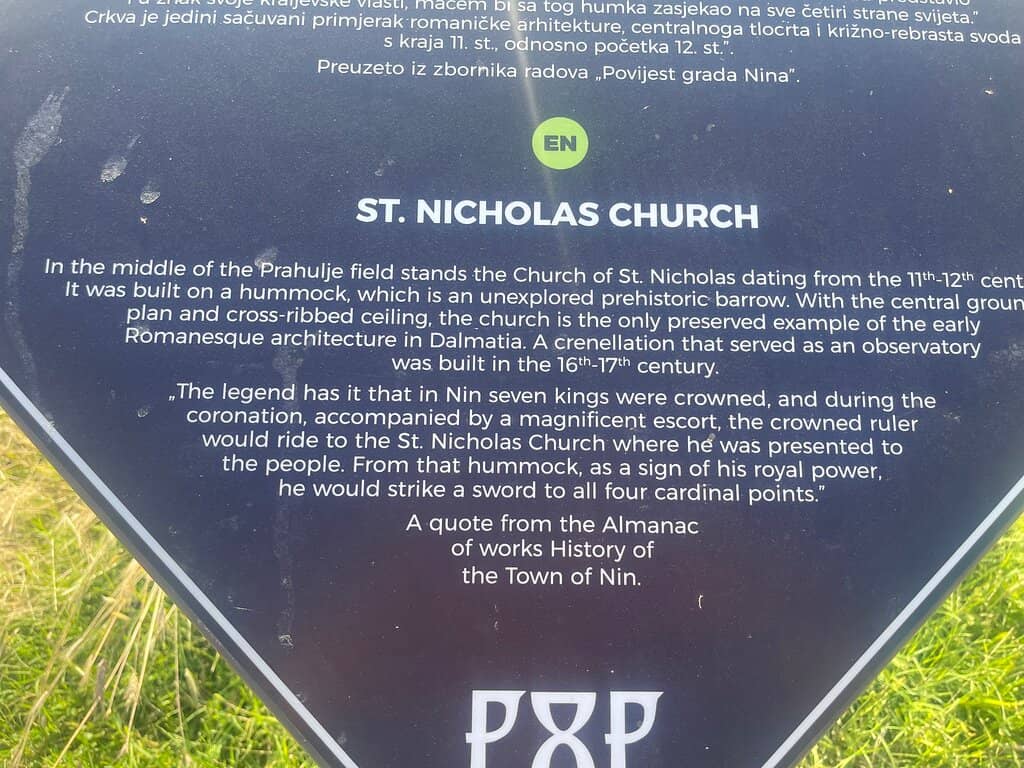 svoje kraljevske vlasti, mačem bi sa tog humka zasjekao na sve četiri strane svijeta.”
Crkva je jedini sačuvani primjerak romaničke arhitekture, centralnoga tlocrta i križno-rebrasta svoda
s kraja 11. st., odnosno početka 12. st.”.
Preuzeto iz zbornika radova „Povijest grada Nina”.
EN
ST. NICHOLAS CHURCH
In the middle of the Prahulje field stands the Church of St. Nicholas dating from the 11th-12th cent
It was built on a hummock, which is an unexplored prehistoric barrow. With the central groun
plan and cross-ribbed ceiling, the church is the only preserved example of the early
Romanesque architecture in Dalmatia. A crenellation that served as an observatory
was built in the 16th-17th century.
„The legend has it that in Nin seven kings were crowned, and during the
coronation, accompanied by a magnificent escort, the crowned ruler
would ride to the St. Nicholas Church where he was presented to
the people. From that hummock, as a sign of his royal power,
he would strike a sword to all four cardinal points.”
A quote from the Almanac
of works History of
the Town of Nin.